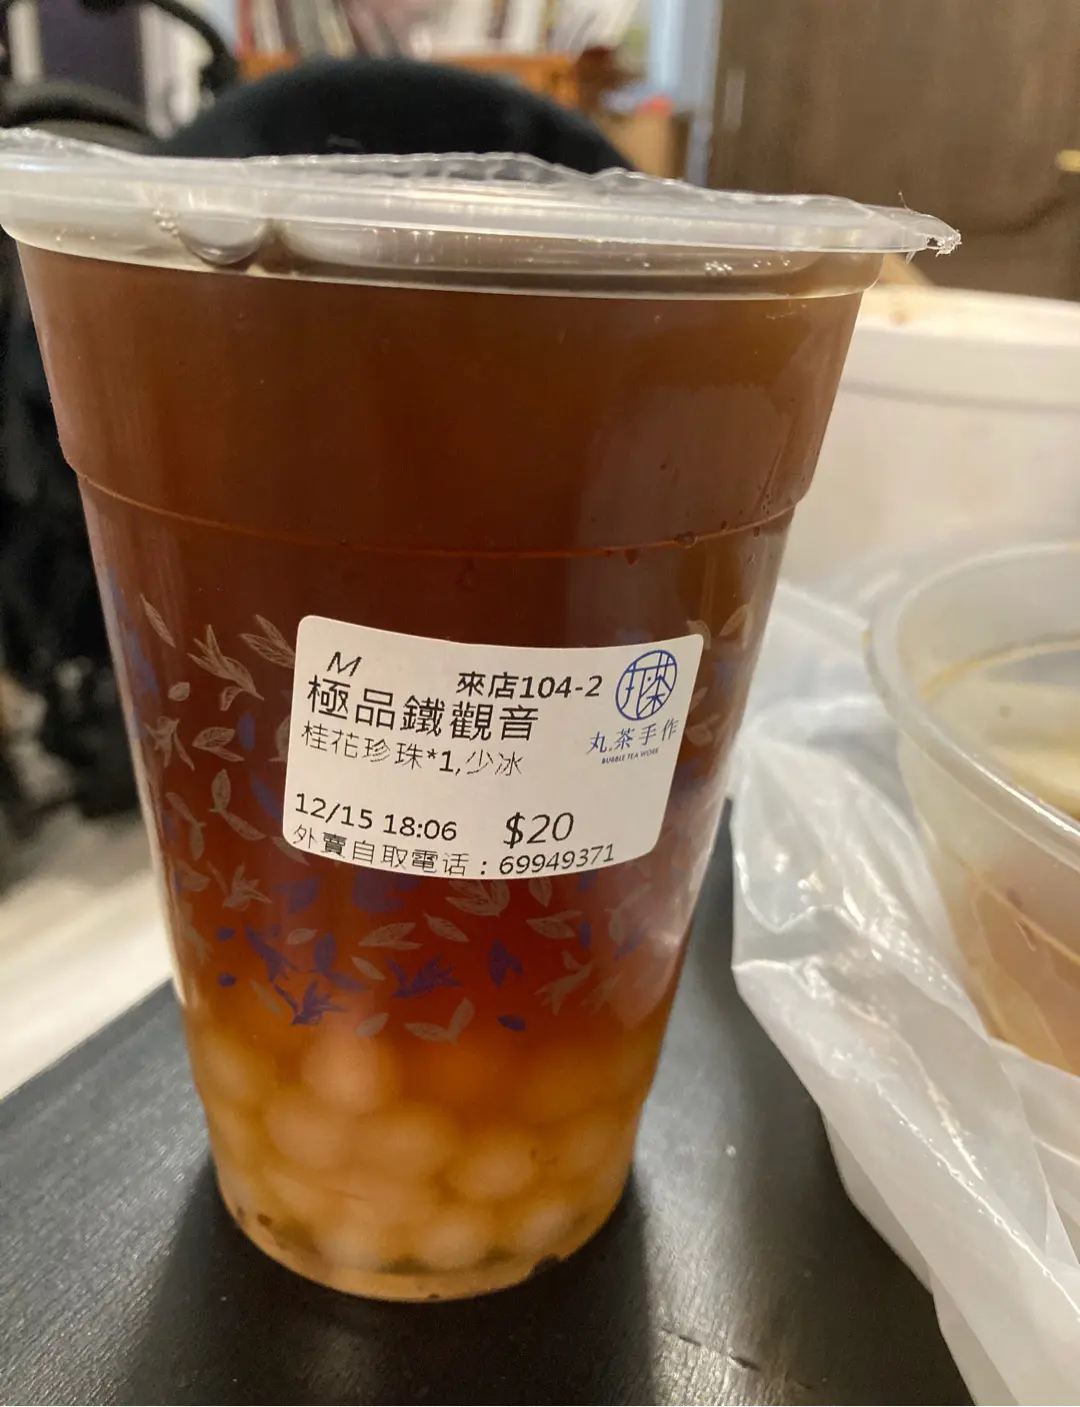 M
來店104-2
極品鐵觀音
桂花珍珠*1,少冰
丸.茶手作
BUBBLE TEA WORK
12/15 18:06 $20
外賣自取電话：69949371